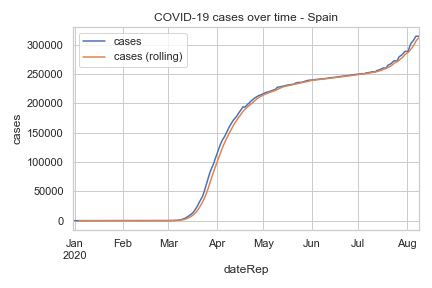 COVID-19 cases over time - Spain
cases
cases (rolling)
300000
250000
200000
150000
100000
50000
0
cases
Jan Feb Mar Apr May Jun Jul Aug
2020
dateRep